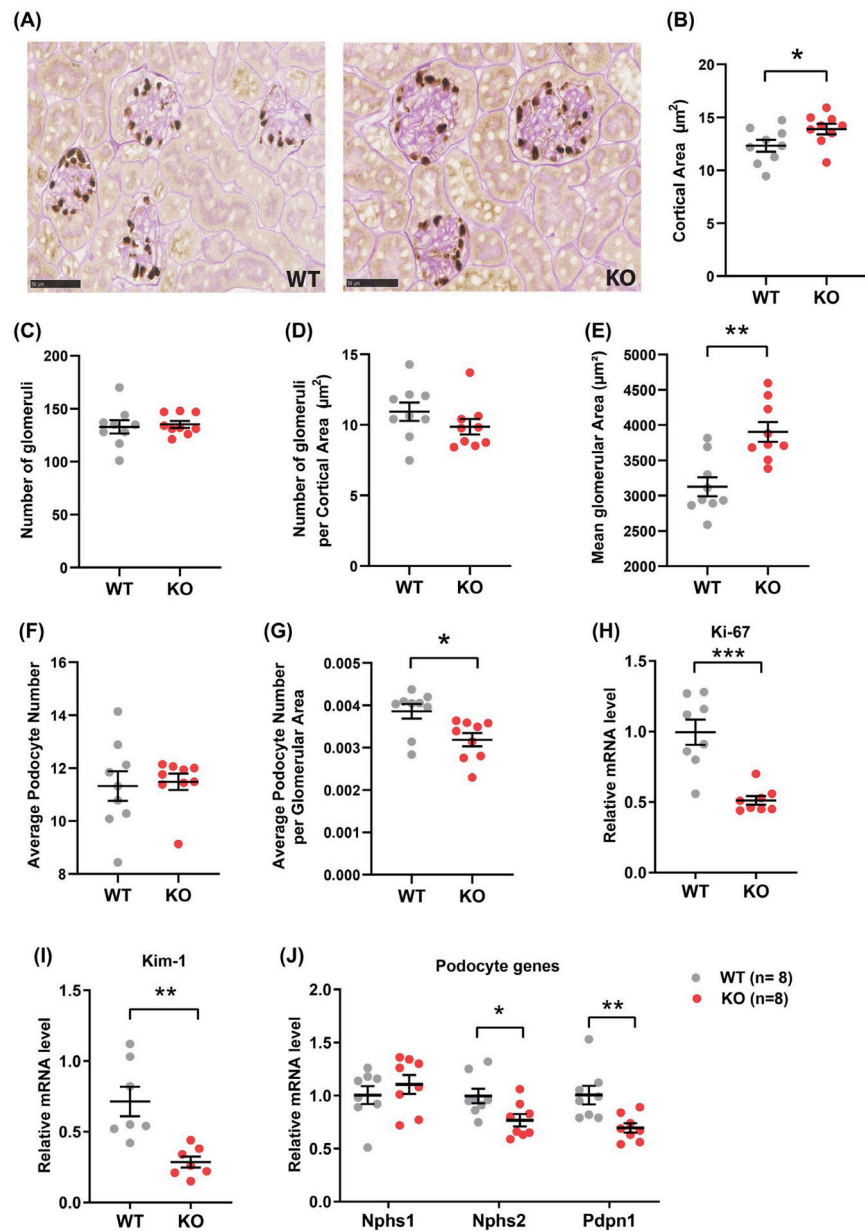 (A)
WT
50 µm
KO
(B)
*
Cortical Area (µm²)
20
15
10
5
0
WT KO
(C)
Number of glomeruli
200
150
100
50
0
WT KO
(D)
Number of glomeruli
per Cortical Area (µm²)
15
10
5
0
WT KO
(E)
**
Mean glomerular Area (µm²)
5000
4500
4000
3500
3000
2500
2000
WT KO
(F)
Average Podocyte Number
16
14
12
11
10
8
WT KO
(G)
*
Average Podocyte Number
per Glomerular Area
0.005
0.004
0.003
0.002
0.001
0.000
WT KO
(H)
Ki-67
***
Relative mRNA level
1.5
1.0
0.5
0.0
WT KO
(I)
Kim-1
**
Relative mRNA level
1.5
1.0
0.5
0.0
WT KO
(J)
Podocyte genes
* **
Relative mRNA level
2.0
1.5
1.0
0.5
0.0
Nphs1 Nphs2 Pdpn1
WT (n= 8)
KO (n=8)